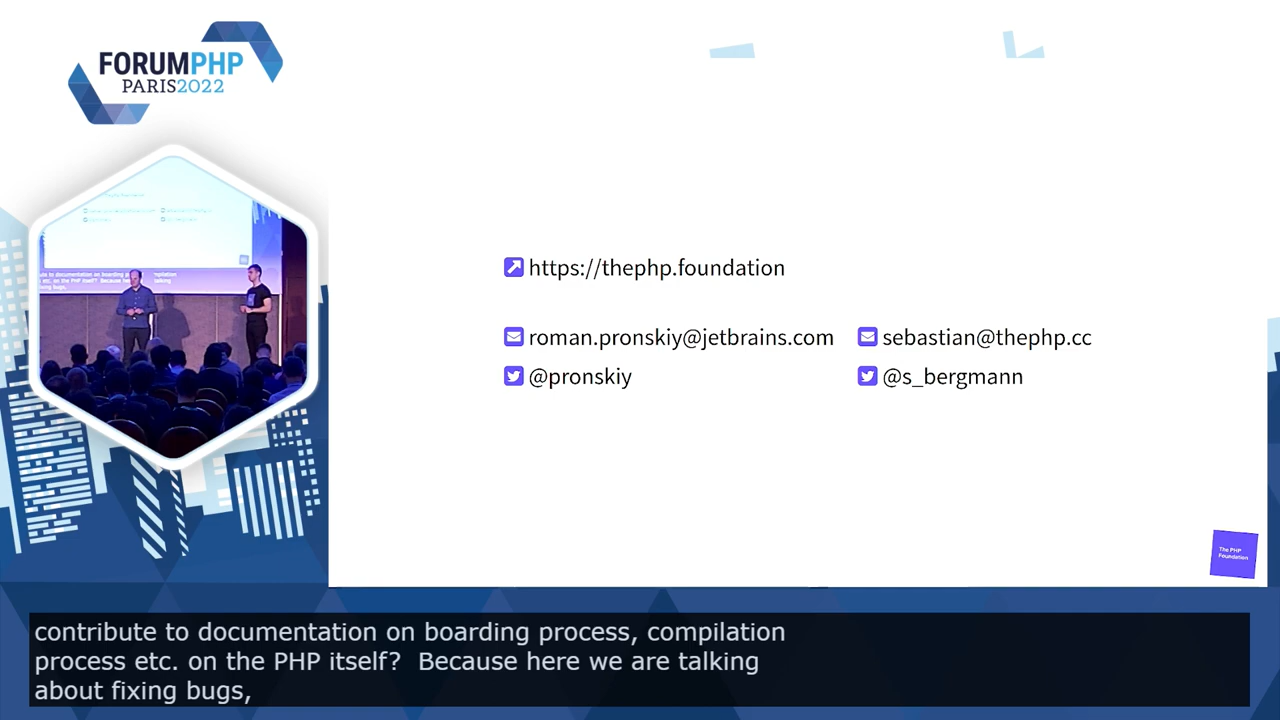 FORUMPHP
PARIS2022
https://thephp.foundation
roman.pronskiy@jetbrains.com
sebastian@thephp.cc
@pronskiy
@s_bergmann
The PHP
Foundation
contribute to documentation on boarding process, compilation
process etc. on the PHP itself?  Because here we are talking
about fixing bugs,